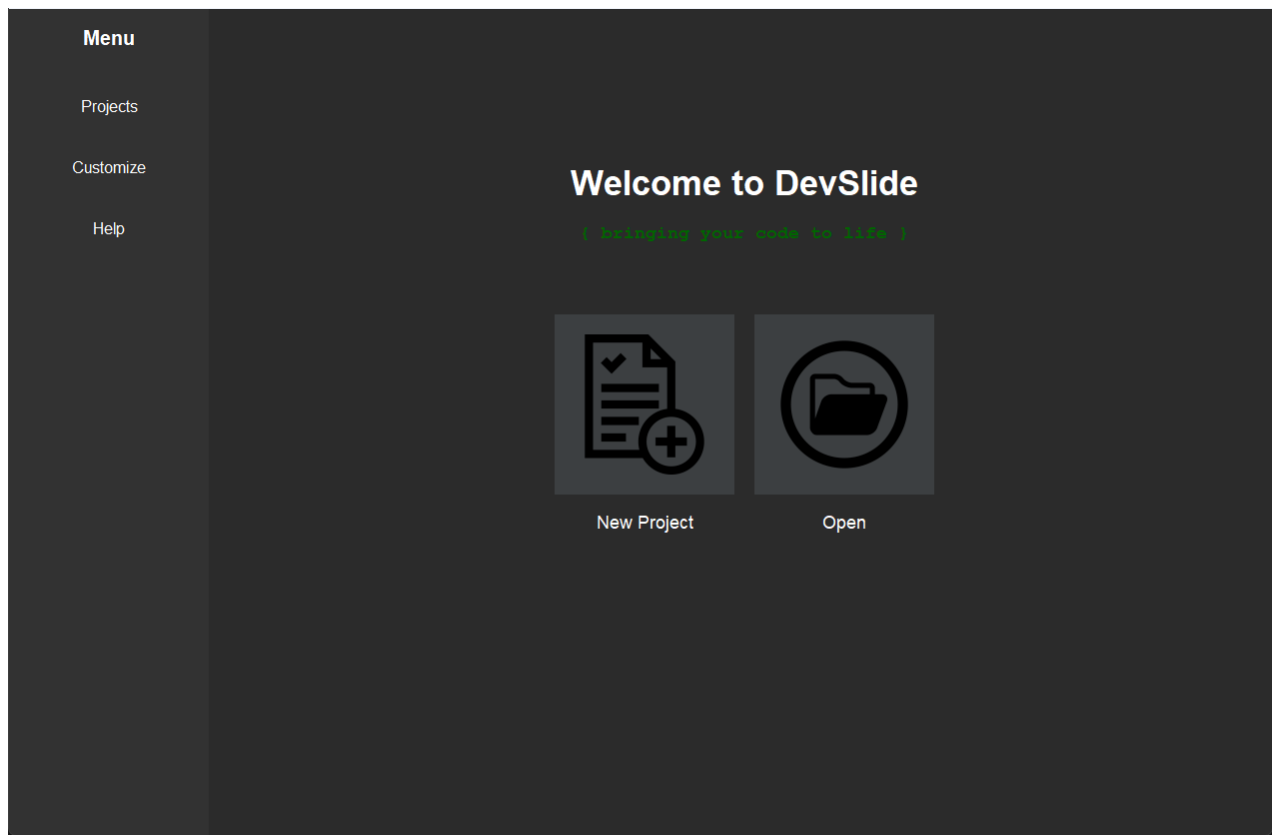 Menu
Projects
Customize
Help
Welcome to DevSlide
{ bringing your code to life }
New Project
Open